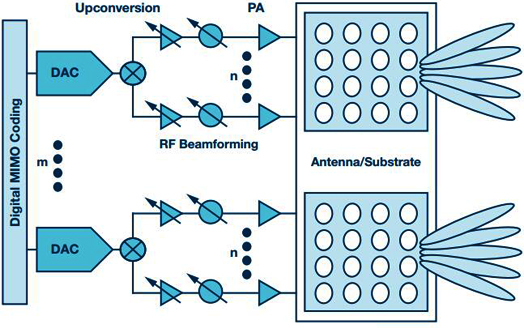 Upconversion
PA
Digital MIMO Coding
DAC
n
RF Beamforming
m
Antenna/Substrate
DAC
n